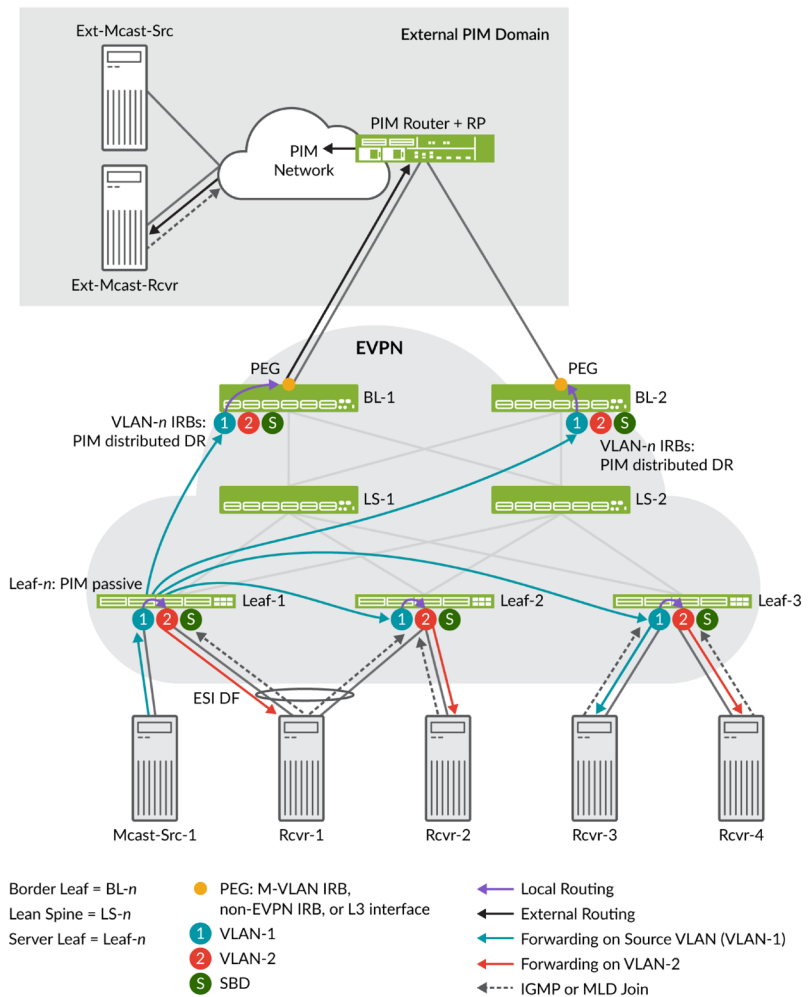 Ext-Mcast-Src
External PIM Domain
PIM Router + RP
PIM
Network
Ext-Mcast-Rcvr
EVPN
PEG
PEG
BL-1
BL-2
1 2 S
1 2 S
VLAN-n IRBs:
PIM distributed DR
VLAN-n IRBs:
PIM distributed DR
LS-1
LS-2
Leaf-n: PIM passive
Leaf-1
Leaf-2
Leaf-3
1 2 S
1 2 S
1 2 S
ESI DF
Mcast-Src-1
Rcvr-1
Rcvr-2
Rcvr-3
Rcvr-4
Border Leaf = BL-n
Lean Spine = LS-n
Server Leaf = Leaf-n
PEG: M-VLAN IRB,
non-EVPN IRB, or L3 interface
1 VLAN-1
2 VLAN-2
S SBD
Local Routing
External Routing
Forwarding on Source VLAN (VLAN-1)
Forwarding on VLAN-2
IGMP or MLD Join